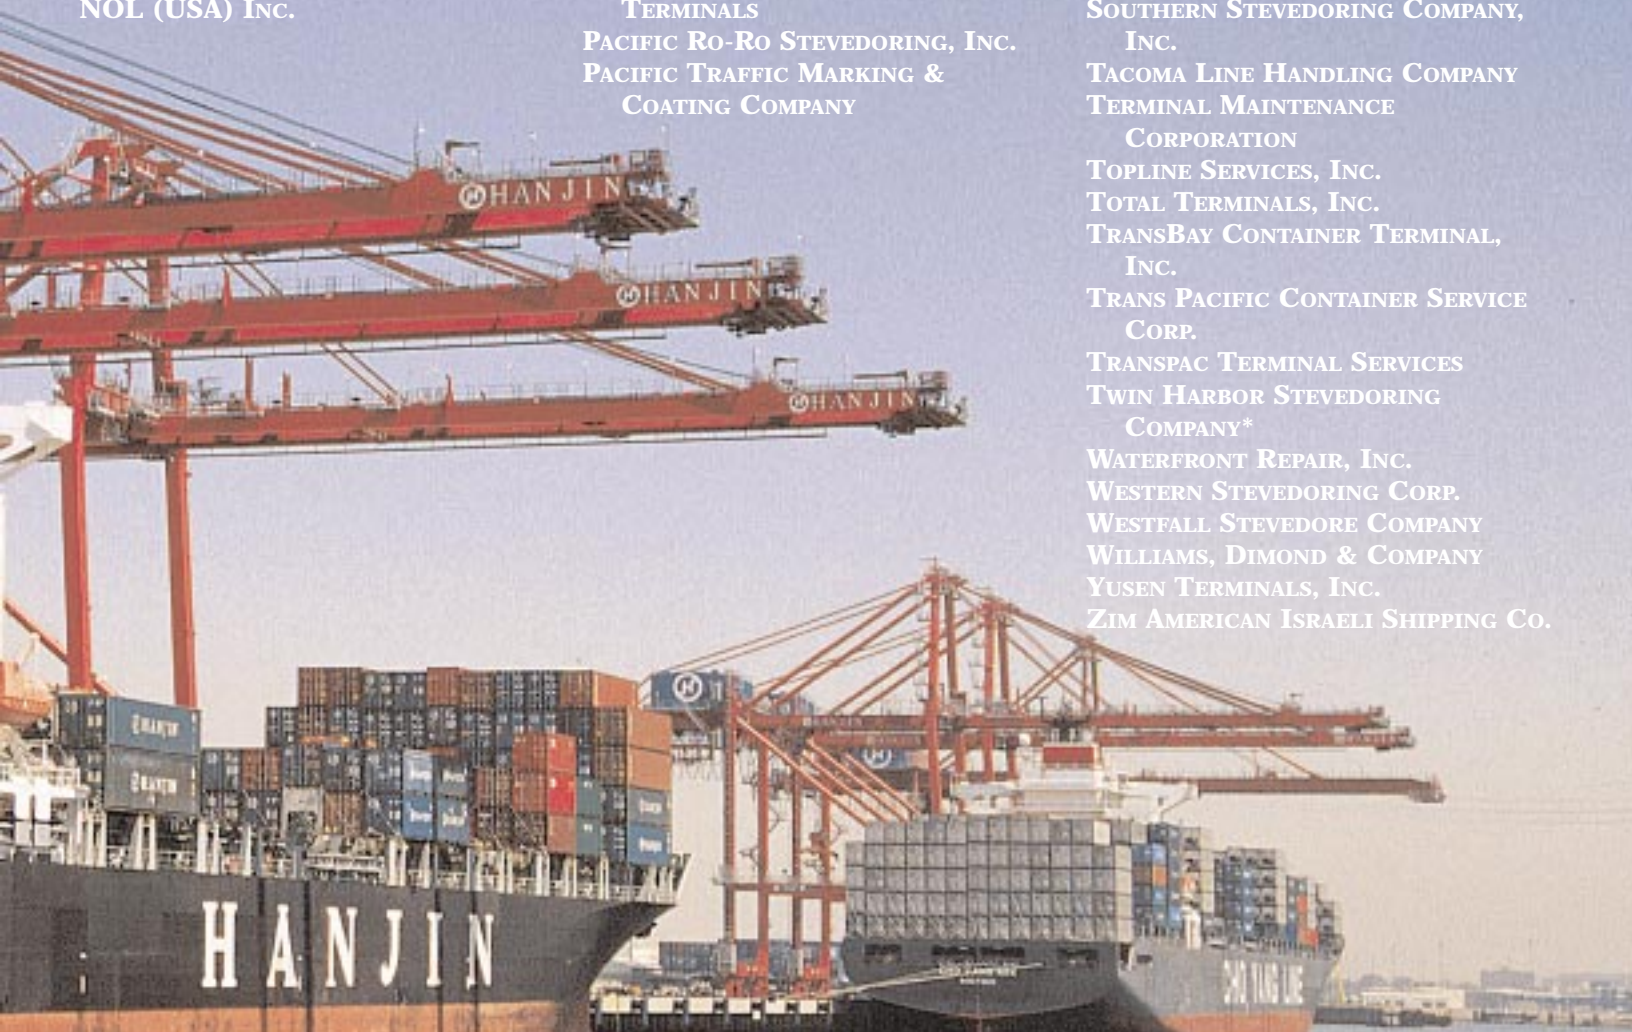 NOL (USA) INC.
TERMINALS
PACIFIC RO-RO STEVEDORING, INC.
PACIFIC TRAFFIC MARKING &
COATING COMPANY
SOUTHERN STEVEDORING COMPANY,
INC.
TACOMA LINE HANDLING COMPANY
TERMINAL MAINTENANCE
CORPORATION
TOPLINE SERVICES, INC.
TOTAL TERMINALS, INC.
TRANSBAY CONTAINER TERMINAL,
INC.
TRANS PACIFIC CONTAINER SERVICE
CORP.
TRANSPAC TERMINAL SERVICES
TWIN HARBOR STEVEDORING
COMPANY*
WATERFRONT REPAIR, INC.
WESTERN STEVEDORING CORP.
WESTFALL STEVEDORE COMPANY
WILLIAMS, DIMOND & COMPANY
YUSEN TERMINALS, INC.
ZIM AMERICAN ISRAELI SHIPPING CO.
HANJIN
HANJIN
HANJIN
HANJIN
HANJIN
HANJIN
HANJIN
CHO YANG LINE